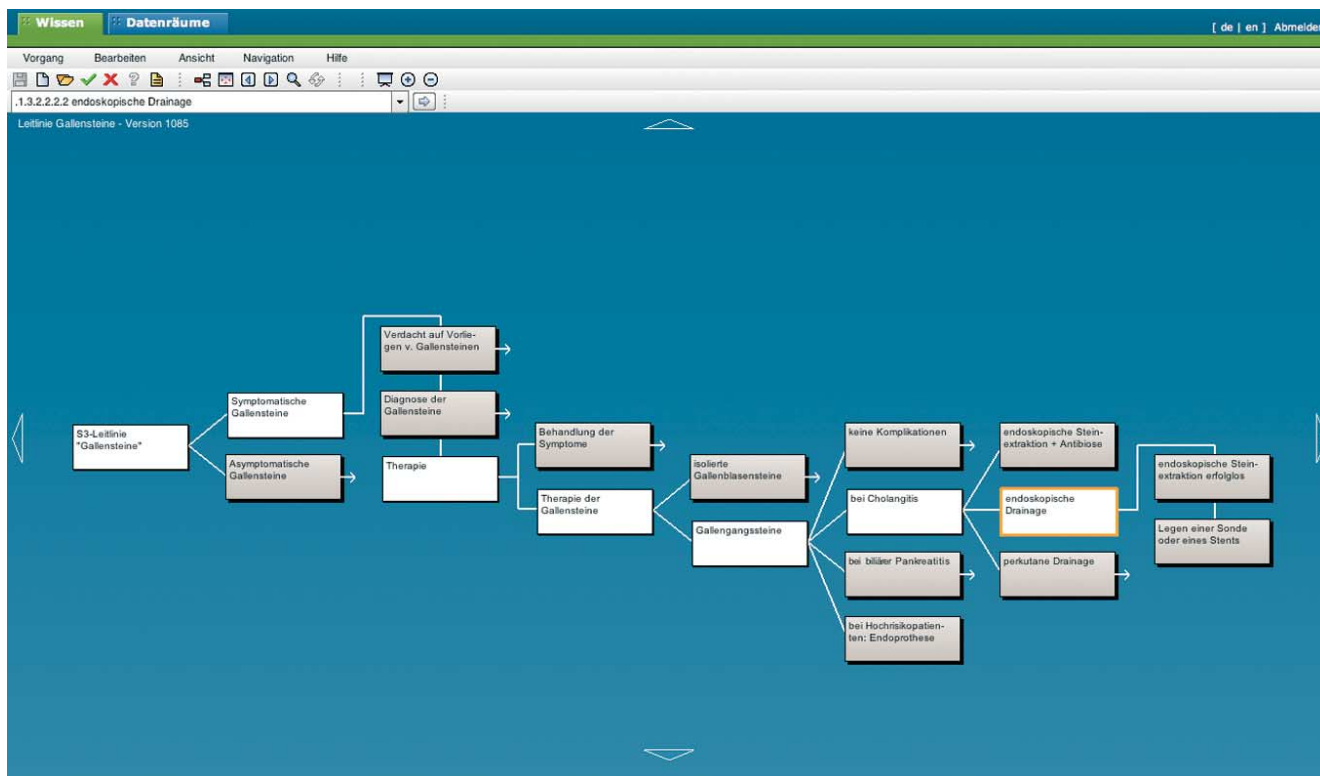 Wissen
Datenräume
[ de | en ] Abmelden
Vorgang Bearbeiten Ansicht Navigation Hilfe
.1.3.2.2.2.2 endoskopische Drainage
Leitlinie Gallensteine - Version 1085
S3-Leitlinie
"Gallensteine"
Symptomatische
Gallensteine
Asymptomatische
Gallensteine
Verdacht auf Vorlie-
gen v. Gallensteinen
Diagnose der
Gallensteine
Therapie
Behandlung der
Symptome
Therapie der
Gallensteine
isolierte
Gallenblasensteine
Gallengangssteine
keine Komplikationen
bei Cholangitis
bei biliärer Pankreatitis
bei Hochrisikopatien-
ten: Endoprothese
endoskopische Stein-
extraktion + Antibiose
endoskopische
Drainage
perkutane Drainage
endoskopische Stein-
extraktion erfolglos
Legen einer Sonde
oder eines Stents